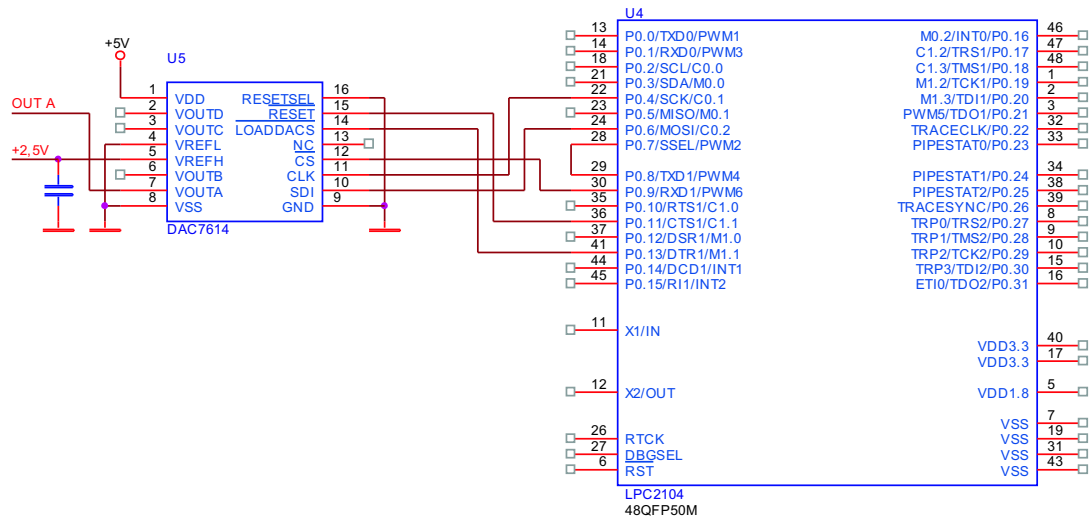 +5V
OUT A
+2,5V
U5
1 VDD
2 VOUTD
3 VOUTC
4 VREFL
5 VREFH
6 VOUTB
7 VOUTA
8 VSS
RESETSEL 16
RESET 15
LOADDACS 14
NC 13
CS 12
CLK 11
SDI 10
GND 9
DAC7614
U4
13 P0.0/TXD0/PWM1
14 P0.1/RXD0/PWM3
18 P0.2/SCL/C0.0
21 P0.3/SDA/M0.0
22 P0.4/SCK/C0.1
23 P0.5/MISO/M0.1
24 P0.6/MOSI/C0.2
28 P0.7/SSEL/PWM2
29 P0.8/TXD1/PWM4
30 P0.9/RXD1/PWM6
35 P0.10/RTS1/C1.0
36 P0.11/CTS1/C1.1
37 P0.12/DSR1/M1.0
41 P0.13/DTR1/M1.1
44 P0.14/DCD1/INT1
45 P0.15/RI1/INT2
11 X1/IN
12 X2/OUT
26 RTCK
27 DBGSEL
6 RST
M0.2/INT0/P0.16 46
C1.2/TRS1/P0.17 47
C1.3/TMS1/P0.18 48
M1.2/TCK1/P0.19 1
M1.3/TDI1/P0.20 2
PWM5/TDO1/P0.21 3
TRACECLK/P0.22 32
PIPESTAT0/P0.23 33
PIPESTAT1/P0.24 34
PIPESTAT2/P0.25 38
TRACESYNC/P0.26 39
TRP0/TRS2/P0.27 8
TRP1/TMS2/P0.28 9
TRP2/TCK2/P0.29 10
TRP3/TDI2/P0.30 15
ETI0/TDO2/P0.31 16
VDD3.3 40
VDD3.3 17
VDD1.8 5
VSS 7
VSS 19
VSS 31
VSS 43
LPC2104
48QFP50M